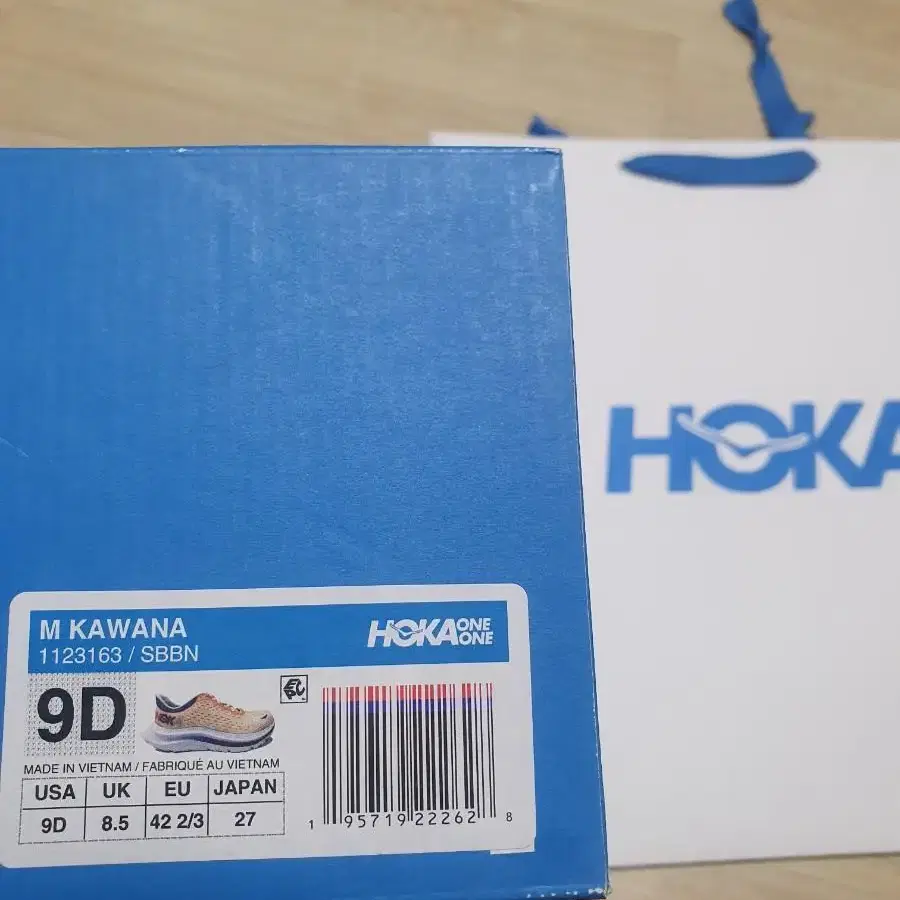 HOKA
M KAWANA
HOKA ONE ONE
1123163 / SBBN
9D
MADE IN VIETNAM / FABRIQUÉ AU VIETNAM
USA UK EU JAPAN
9D 8.5 42 2/3 27
1 95719 22262 8